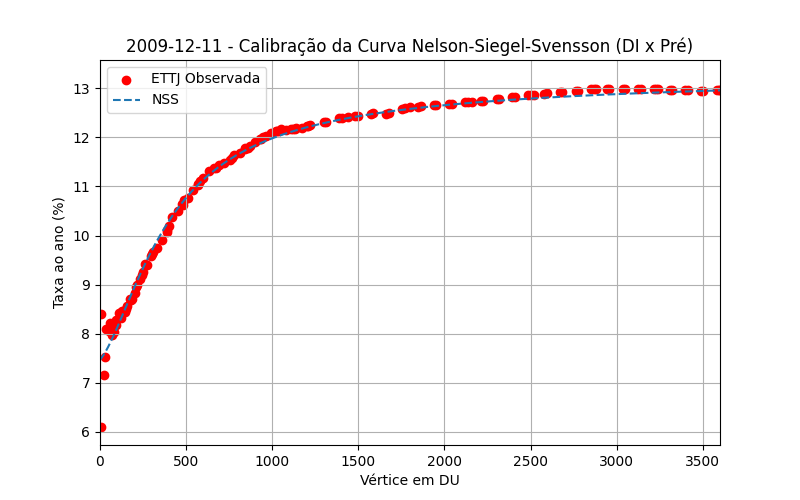 2009-12-11 - Calibração da Curva Nelson-Siegel-Svensson (DI x Pré)
ETTJ Observada
NSS
Taxa ao ano (%)
13
12
11
10
9
8
7
6
0 500 1000 1500 2000 2500 3000 3500
Vértice em DU